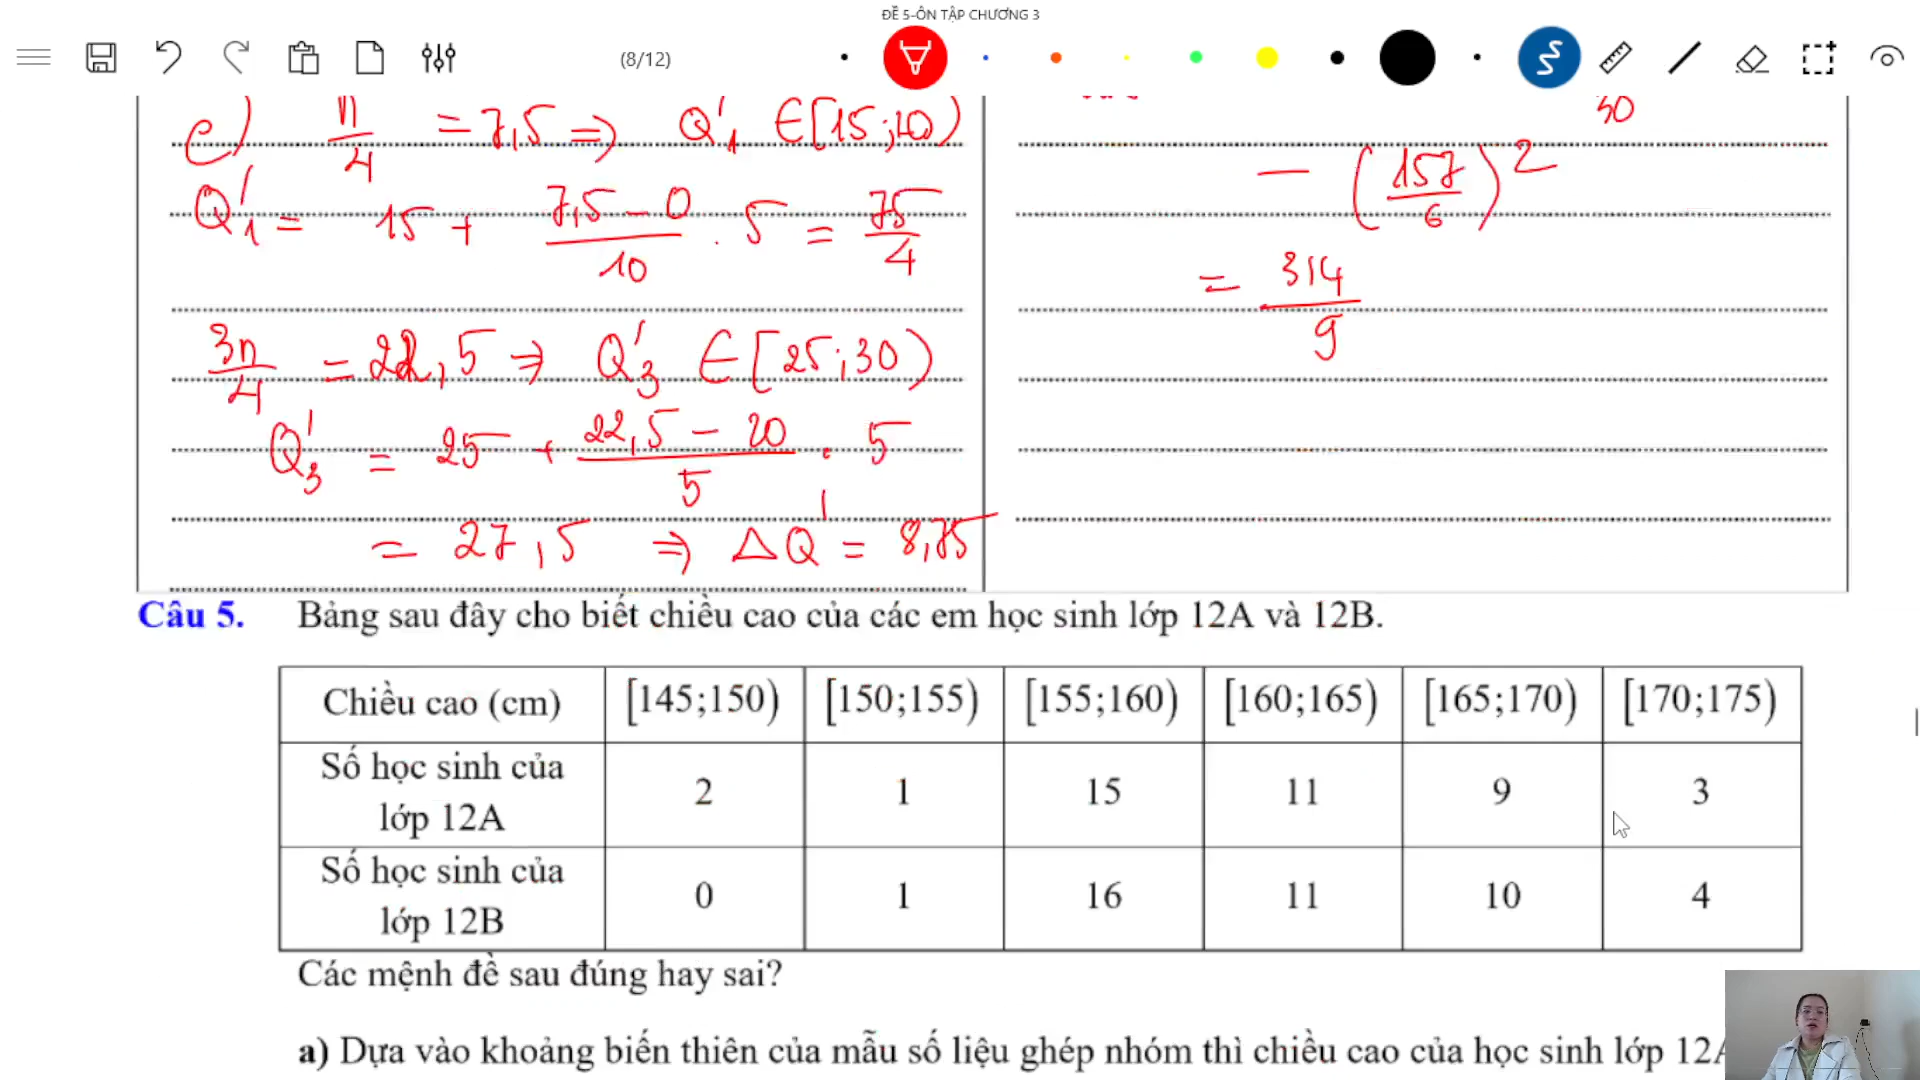 ĐỀ 5-ÔN TẬP CHƯƠNG 3
(8/12)
c) n/4 = 7,5 ⇒ Q'1 ∈ [15;20)
Q'1 = 15 + (7,5 - 0)/10 . 5 = 75/4
3n/4 = 22,5 ⇒ Q'3 ∈ [25;30)
Q'3 = 25 + (22,5 - 20)/5 . 5
= 27,5 ⇒ ΔQ' = 8,75
30
- (157/6)^2
= 314/9
Câu 5. Bảng sau đây cho biết chiều cao của các em học sinh lớp 12A và 12B.
Chiều cao (cm) [145;150) [150;155) [155;160) [160;165) [165;170) [170;175)
Số học sinh của
lớp 12A 2 1 15 11 9 3
Số học sinh của
lớp 12B 0 1 16 11 10 4
Các mệnh đề sau đúng hay sai?
a) Dựa vào khoảng biến thiên của mẫu số liệu ghép nhóm thì chiều cao của học sinh lớp 12A